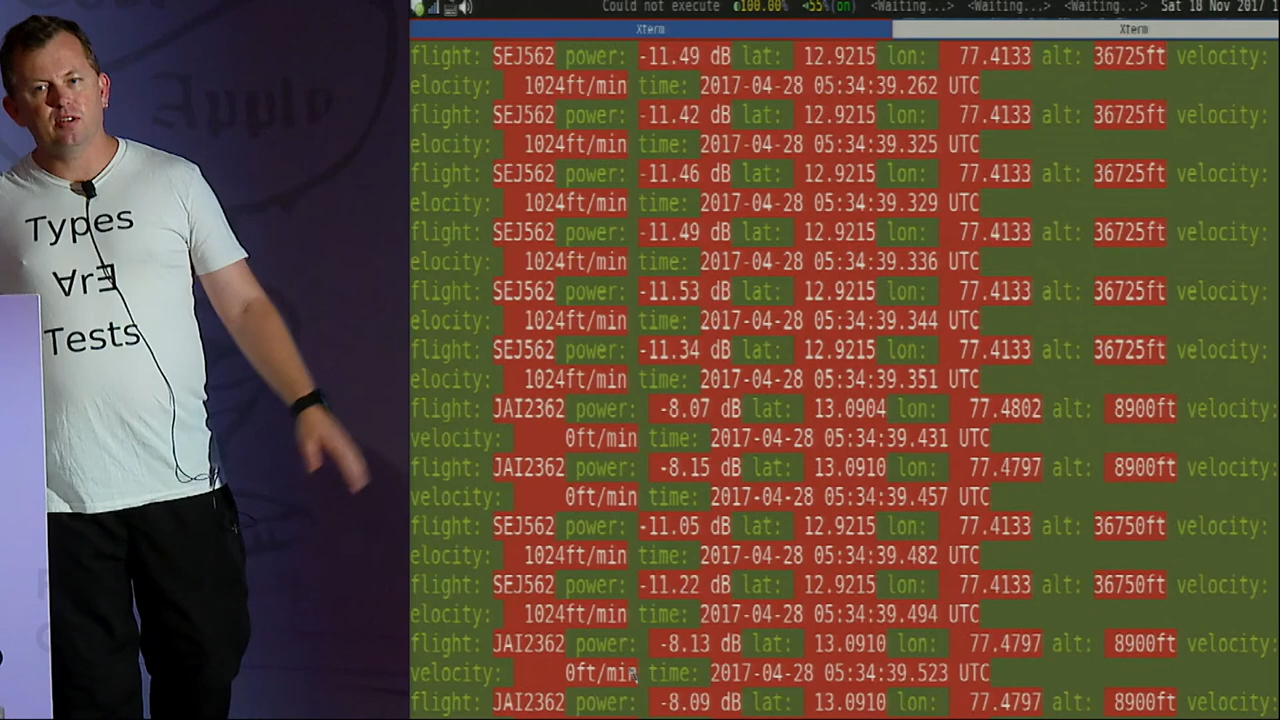 Could not execute 100.00% 55%(on) <Waiting...> <Waiting...> <Waiting...> Sat 18 Nov 2017 1
Xterm Xterm
Apply
Types
∀rƎ
Tests
flight: SEJ562 power: -11.49 dB lat: 12.9215 lon: 77.4133 alt: 36725ft velocity:
elocity: 1024ft/min time: 2017-04-28 05:34:39.262 UTC
flight: SEJ562 power: -11.42 dB lat: 12.9215 lon: 77.4133 alt: 36725ft velocity:
elocity: 1024ft/min time: 2017-04-28 05:34:39.325 UTC
flight: SEJ562 power: -11.46 dB lat: 12.9215 lon: 77.4133 alt: 36725ft velocity:
elocity: 1024ft/min time: 2017-04-28 05:34:39.329 UTC
flight: SEJ562 power: -11.49 dB lat: 12.9215 lon: 77.4133 alt: 36725ft velocity:
elocity: 1024ft/min time: 2017-04-28 05:34:39.336 UTC
flight: SEJ562 power: -11.53 dB lat: 12.9215 lon: 77.4133 alt: 36725ft velocity:
elocity: 1024ft/min time: 2017-04-28 05:34:39.344 UTC
flight: SEJ562 power: -11.34 dB lat: 12.9215 lon: 77.4133 alt: 36725ft velocity:
elocity: 1024ft/min time: 2017-04-28 05:34:39.351 UTC
flight: JAI2362 power: -8.07 dB lat: 13.0904 lon: 77.4802 alt: 8900ft
velocity: 0ft/min time: 2017-04-28 05:34:39.431 UTC
flight: JAI2362 power: -8.15 dB lat: 13.0910 lon: 77.4797 alt: 8900ft
velocity: 0ft/min time: 2017-04-28 05:34:39.457 UTC
flight: SEJ562 power: -11.05 dB lat: 12.9215 lon: 77.4133 alt: 36750ft velocity:
elocity: 1024ft/min time: 2017-04-28 05:34:39.482 UTC
flight: SEJ562 power: -11.22 dB lat: 12.9215 lon: 77.4133 alt: 36750ft velocity:
elocity: 1024ft/min time: 2017-04-28 05:34:39.494 UTC
flight: JAI2362 power: -8.13 dB lat: 13.0910 lon: 77.4797 alt: 8900ft
velocity: 0ft/min time: 2017-04-28 05:34:39.523 UTC
flight: JAI2362 power: -8.09 dB lat: 13.0910 lon: 77.4797 alt: 8900ft